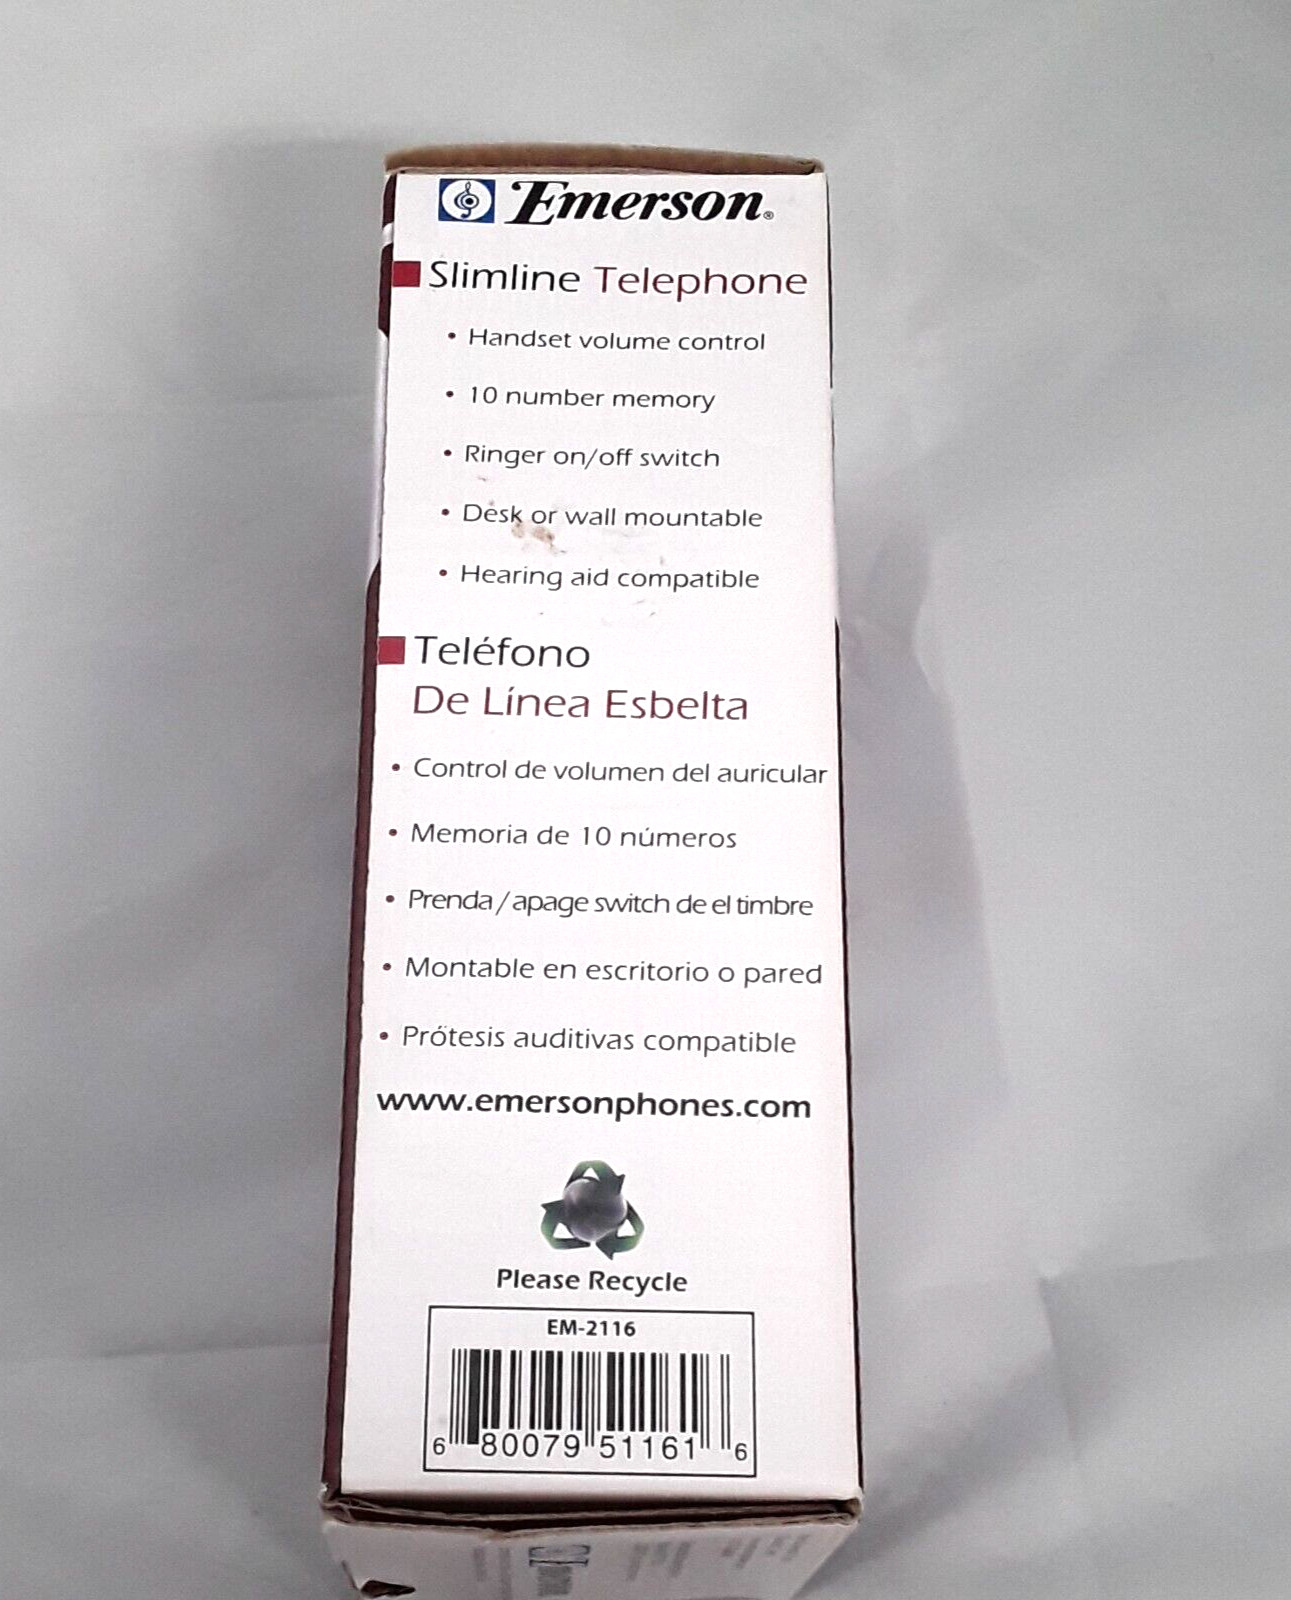 Emerson®
Slimline Telephone
• Handset volume control
• 10 number memory
• Ringer on/off switch
• Desk or wall mountable
• Hearing aid compatible
Teléfono
De Línea Esbelta
• Control de volumen del auricular
• Memoria de 10 números
• Prenda/apage switch de el timbre
• Montable en escritorio o pared
• Prőtesis auditivas compatible
www.emersonphones.com
Please Recycle
EM-2116
6 80079 51161 6